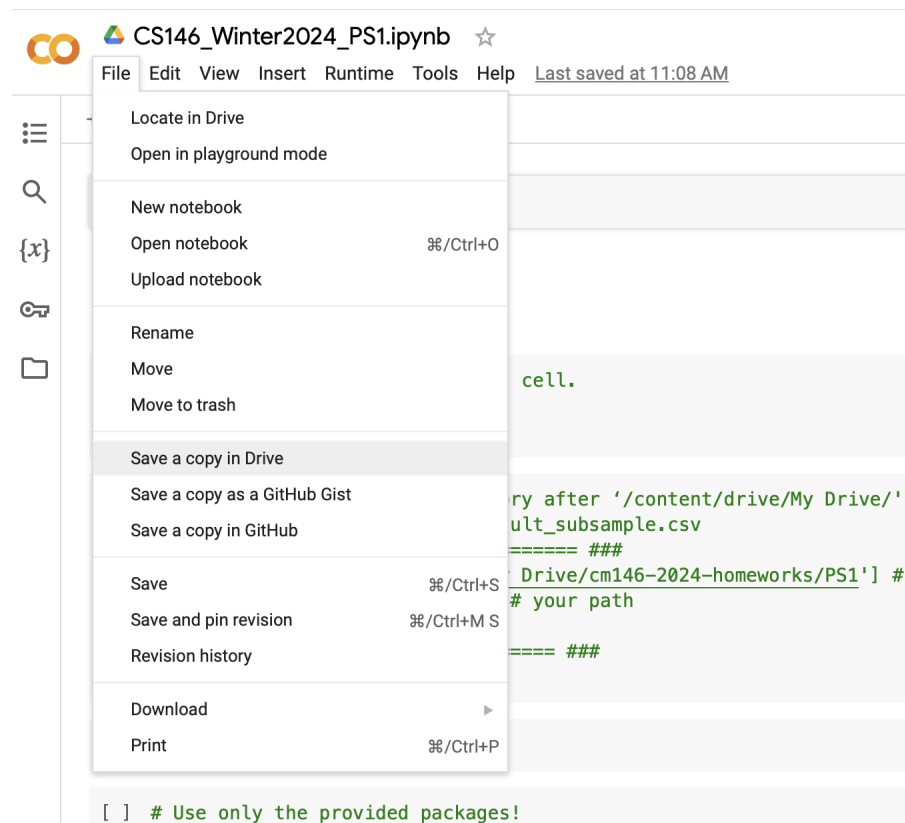 CS146_Winter2024_PS1.ipynb
File Edit View Insert Runtime Tools Help Last saved at 11:08 AM
Locate in Drive
Open in playground mode
New notebook
Open notebook ⌘/Ctrl+O
Upload notebook
Rename
Move
Move to trash
cell.
Save a copy in Drive
Save a copy as a GitHub Gist
ry after ‘/content/drive/My Drive/'
Save a copy in GitHub
ult_subsample.csv
====== ###
Save ⌘/Ctrl+S
Drive/cm146-2024-homeworks/PS1'] #
Save and pin revision ⌘/Ctrl+M S
# your path
Revision history
==== ###
Download
Print ⌘/Ctrl+P
[ ] # Use only the provided packages!
{x}